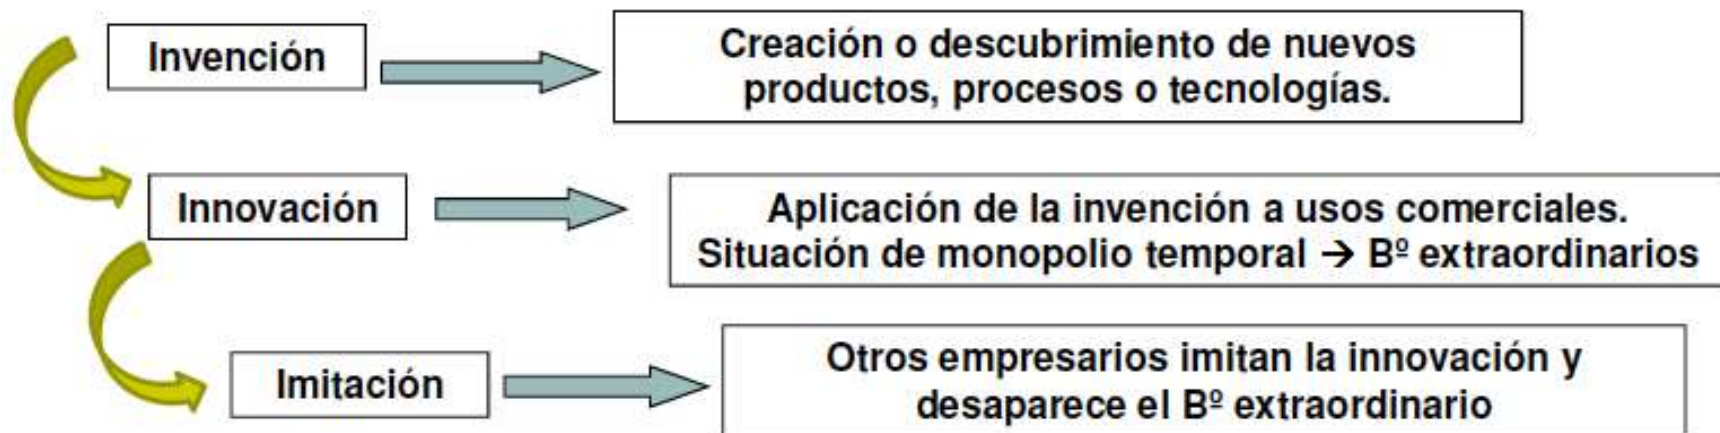 Invención
Creación o descubrimiento de nuevos
productos, procesos o tecnologías.
Innovación
Aplicación de la invención a usos comerciales.
Situación de monopolio temporal → Bº extraordinarios
Imitación
Otros empresarios imitan la innovación y
desaparece el Bº extraordinario